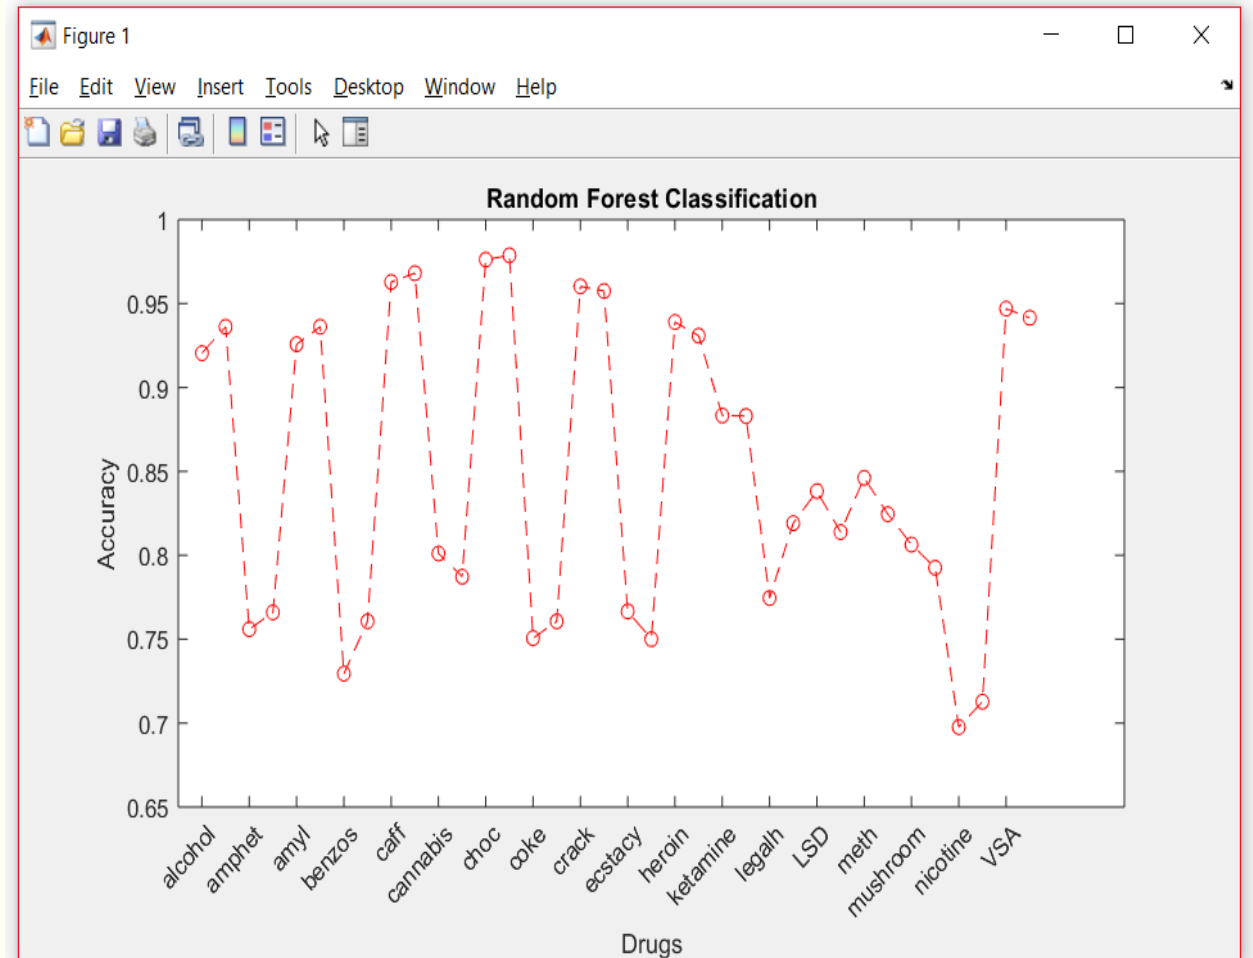 Figure 1
File Edit View Insert Tools Desktop Window Help
Random Forest Classification
1
0.95
0.9
0.85
0.8
0.75
0.7
0.65
Accuracy
alcohol amphet amyl benzos caff cannabis choc coke crack ecstacy heroin ketamine legalh LSD meth mushroom nicotine VSA
Drugs